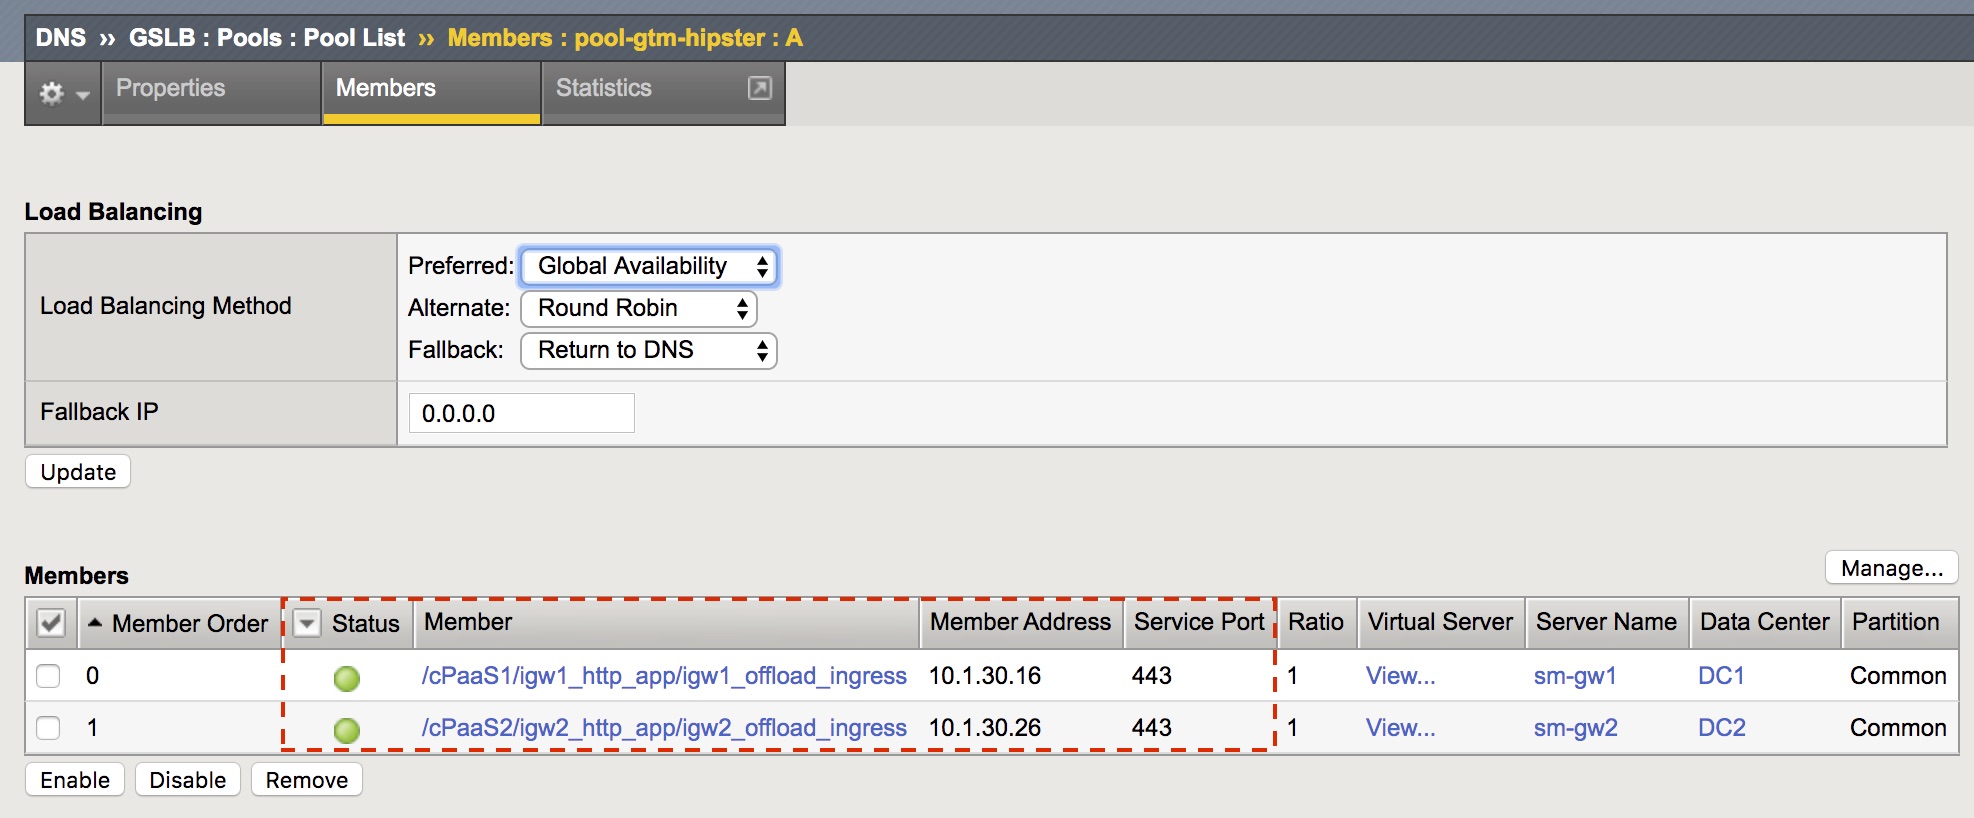 DNS ›› GSLB : Pools : Pool List ›› Members : pool-gtm-hipster : A
Properties Members Statistics
Load Balancing
Load Balancing Method
Preferred: Global Availability
Alternate: Round Robin
Fallback: Return to DNS
Fallback IP 0.0.0.0
Update
Members Manage...
Member Order Status Member Member Address Service Port Ratio Virtual Server Server Name Data Center Partition
0 /cPaaS1/igw1_http_app/igw1_offload_ingress 10.1.30.16 443 1 View... sm-gw1 DC1 Common
1 /cPaaS2/igw2_http_app/igw2_offload_ingress 10.1.30.26 443 1 View... sm-gw2 DC2 Common
Enable Disable Remove